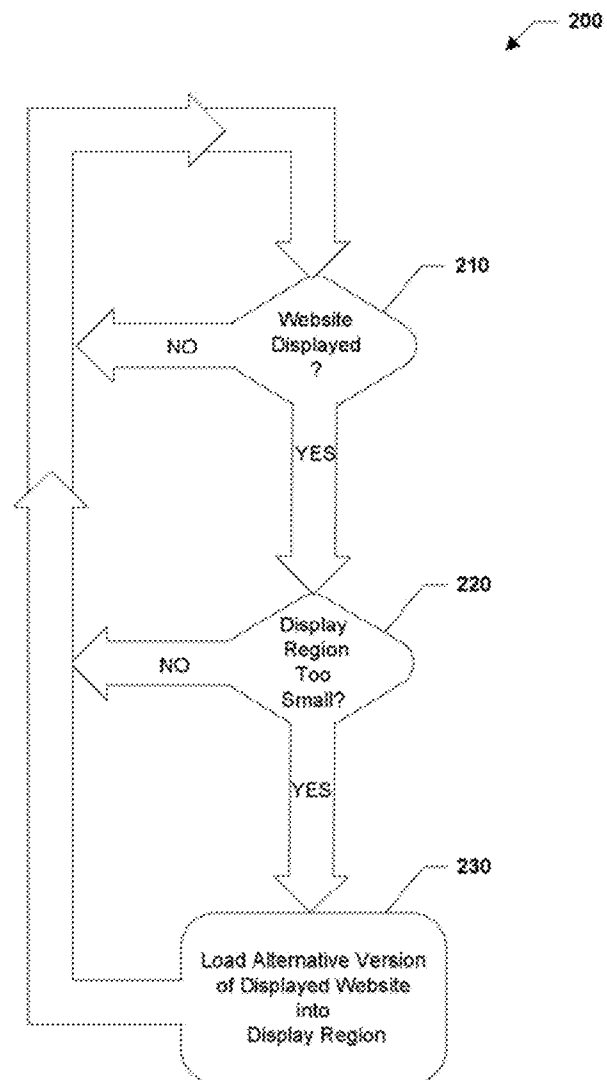 200
210
Website
Displayed
?
NO
YES
220
Display
Region
Too
Small?
NO
YES
230
Load Alternative Version
of Displayed Website
into
Display Region